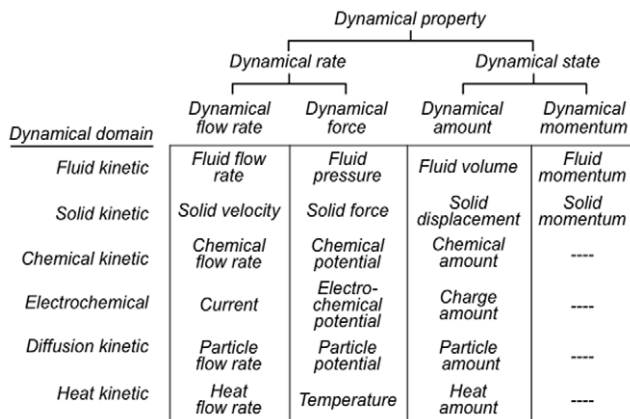 Dynamical property
Dynamical rate Dynamical state
Dynamical flow rate Dynamical force Dynamical amount Dynamical momentum
Dynamical domain
Fluid kinetic Fluid flow rate Fluid pressure Fluid volume Fluid momentum
Solid kinetic Solid velocity Solid force Solid displacement Solid momentum
Chemical kinetic Chemical flow rate Chemical potential Chemical amount ----
Electrochemical Current Electro-chemical potential Charge amount ----
Diffusion kinetic Particle flow rate Particle potential Particle amount ----
Heat kinetic Heat flow rate Temperature Heat amount ----